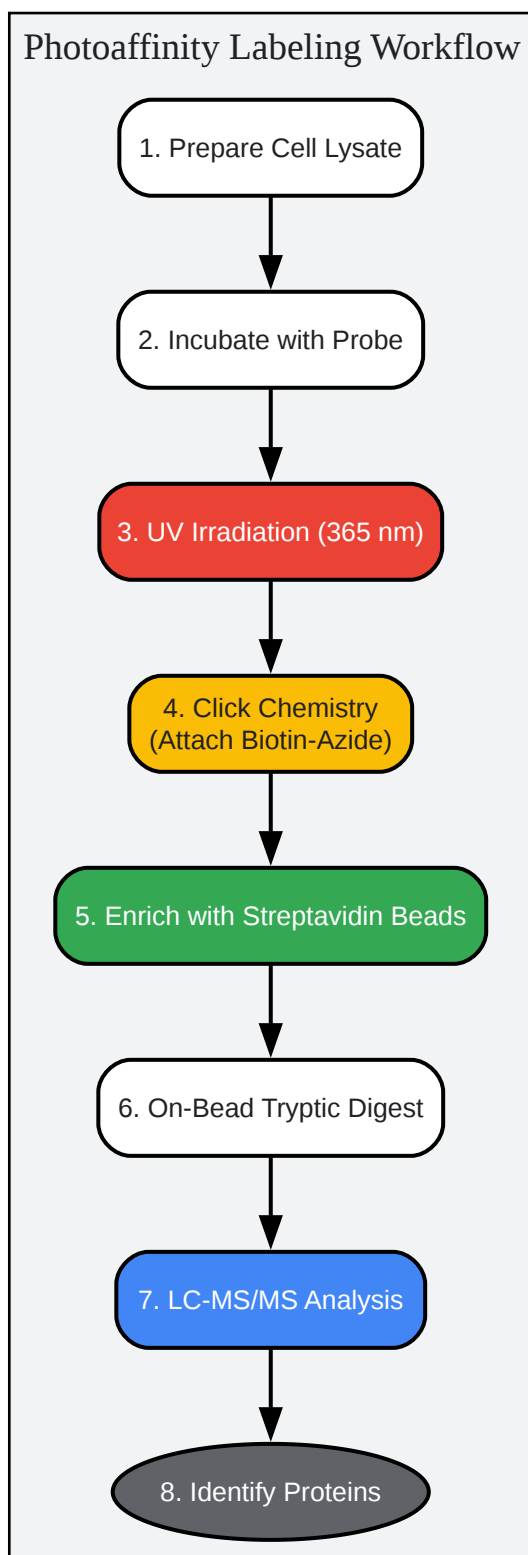 Photoaffinity Labeling Workflow
1. Prepare Cell Lysate
2. Incubate with Probe
3. UV Irradiation (365 nm)
4. Click Chemistry
(Attach Biotin-Azide)
5. Enrich with Streptavidin Beads
6. On-Bead Tryptic Digest
7. LC-MS/MS Analysis
8. Identify Proteins